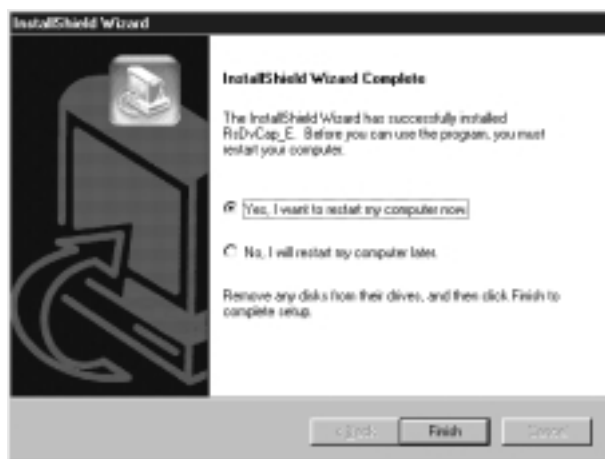 InstallShield Wizard
InstallShield Wizard Complete
The InstallShield Wizard has successfully installed
RsDvCap_E. Before you can use the program, you must
restart your computer.
Yes, I want to restart my computer now.
No, I will restart my computer later.
Remove any disks from their drives, and then click Finish to
complete setup.
< Back
Finish
Cancel